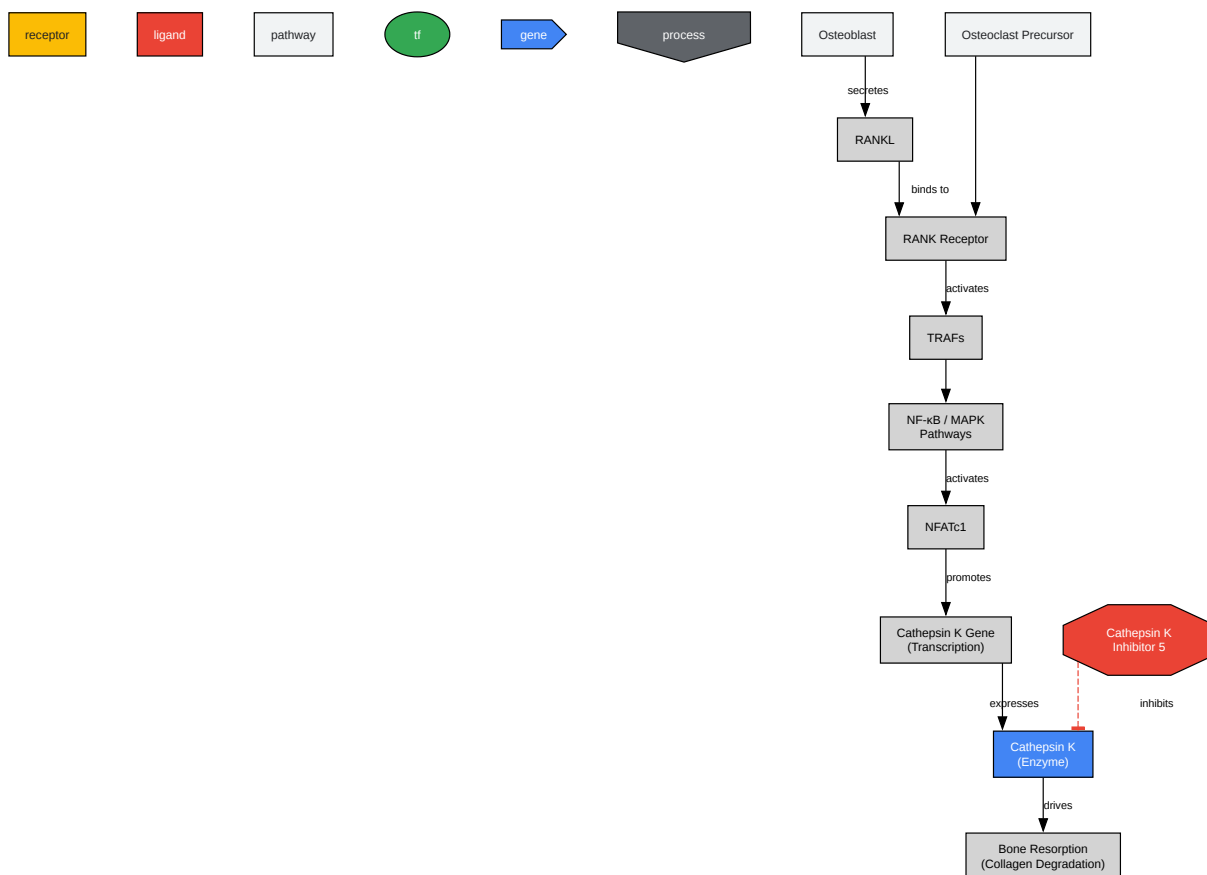 receptor
ligand
pathway
tf
gene
process
Osteoblast
Osteoclast Precursor
secretes
RANKL
binds to
RANK Receptor
activates
TRAFs
NF-κB / MAPK
Pathways
activates
NFATc1
promotes
Cathepsin K Gene
(Transcription)
Cathepsin K
Inhibitor 5
expresses
inhibits
Cathepsin K
(Enzyme)
drives
Bone Resorption
(Collagen Degradation)